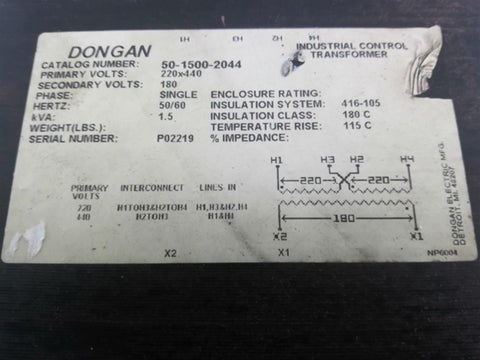 H1 H2 H3 H4
DONGAN
INDUSTRIAL CONTROL
TRANSFORMER
CATALOG NUMBER: 50-1500-2044
PRIMARY VOLTS: 220x440
SECONDARY VOLTS: 180
PHASE: SINGLE ENCLOSURE RATING:
HERTZ: 50/60 INSULATION SYSTEM: 416-105
kVA: 1.5 INSULATION CLASS: 180 C
WEIGHT(LBS.): TEMPERATURE RISE: 115 C
SERIAL NUMBER: P02219 % IMPEDANCE:
H1 H3 H2 H4
220 220
180
X2 X1
PRIMARY INTERCONNECT LINES IN
VOLTS
220 H1TOH3&H2TOH4 H1,H3&H2,H4
440 H2TOH3 H1&H4
X2 X1
DONGAN ELECTRIC MFG.
DETROIT, MI 48207
NP6004